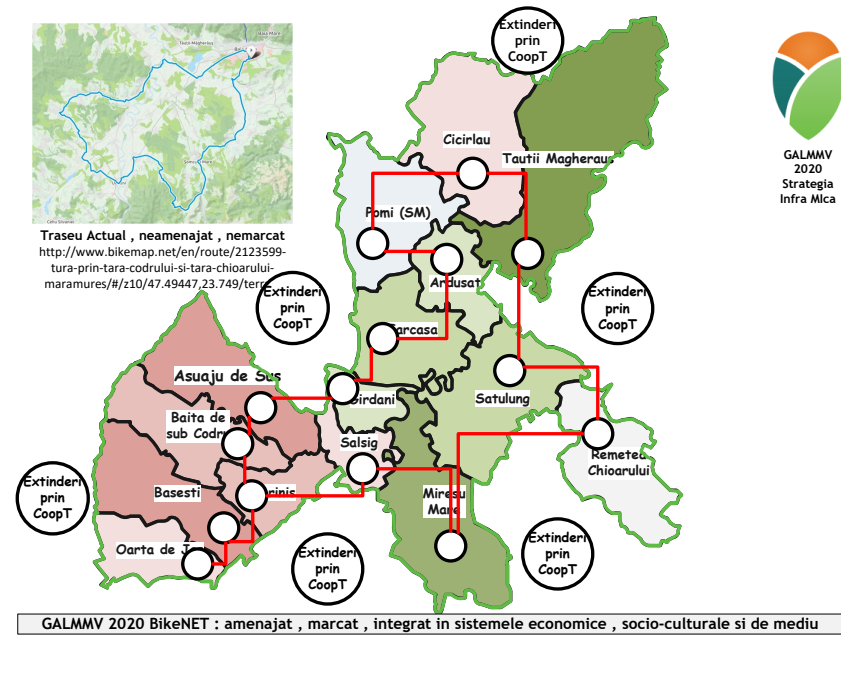 Extinderi
prin
CoopT
GALMMV
2020
Strategia
Infra Mica
Cicirlau
Tautii Magheraus
Pomi (SM)
Traseu Actual , neamenajat , nemarcat
http://www.bikemap.net/en/route/2123599-
tura-prin-tara-codrului-si-tara-chioarului-
maramures/#/z10/47.49447,23.749/terr
Ardusat
Extinderi
prin
CoopT
Extinderi
prin
CoopT
arcasa
Asuaju de Sus
Girdani
Satulung
Baita de
sub Codru
Salsig
Remetea
Chioarului
Basesti
Miresu
Mare
Extinderi
prin
CoopT
Oarta de J
Extinderi
prin
CoopT
Extinderi
prin
CoopT
GALMMV 2020 BikeNET : amenajat , marcat , integrat in sistemele economice , socio-culturale si de mediu